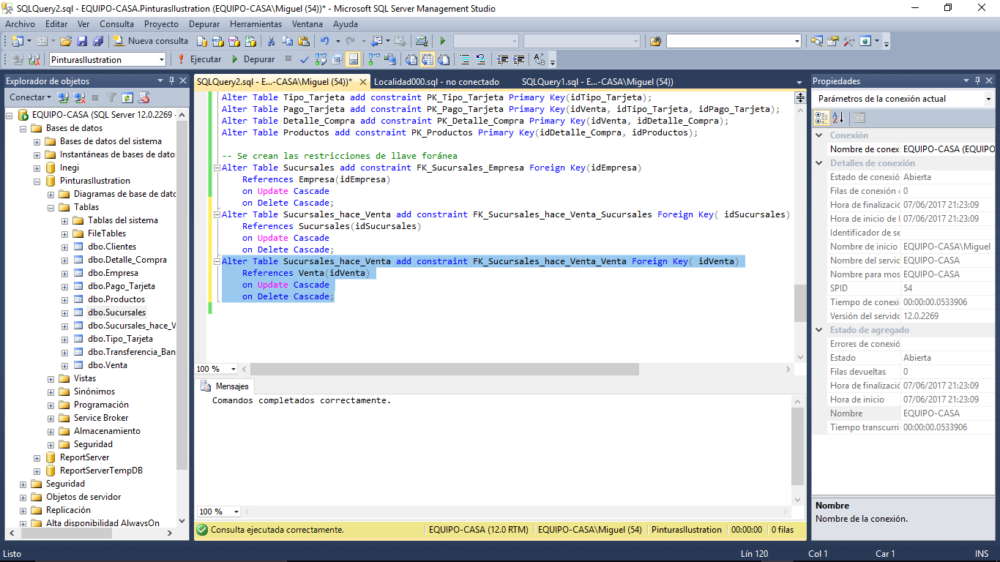 SQLQuery2.sql - EQUIPO-CASA.PinturasIlustration (EQUIPO-CASA\Miguel (54))* - Microsoft SQL Server Management Studio
Archivo Editar Ver Consulta Proyecto Depurar Herramientas Ventana Ayuda
Nueva consulta
PinturasIlustration Ejecutar Depurar
Explorador de objetos
Conectar
EQUIPO-CASA (SQL Server 12.0.2269
Bases de datos
Bases de datos del sistema
Instantáneas de bases de dato
Inegi
PinturasIlustration
Diagramas de base de datc
Tablas
Tablas del sistema
FileTables
dbo.Clientes
dbo.Detalle_Compra
dbo.Empresa
dbo.Pago_Tarjeta
dbo.Productos
dbo.Sucursales
dbo.Sucursales_hace_V
dbo.Tipo_Tarjeta
dbo.Transferencia_Ban
dbo.Venta
Vistas
Sinónimos
Programación
Service Broker
Almacenamiento
Seguridad
ReportServer
ReportServerTempDB
Seguridad
Objetos de servidor
Replicación
Alta disponibilidad AlwaysOn
SQLQuery2.sql - E...-CASA\Miguel (54))* Localidad000.sql - no conectado SQLQuery1.sql - E...-CASA\Miguel (54))
Alter Table Tipo_Tarjeta add constraint PK_Tipo_Tarjeta Primary Key(idTipo_Tarjeta);
Alter Table Pago_Tarjeta add constraint PK_Pago_Tarjeta Primary Key(idVenta, idTipo_Tarjeta, idPago_Tarjeta);
Alter Table Detalle_Compra add constraint PK_Detalle_Compra Primary Key(idVenta, idDetalle_Compra);
Alter Table Productos add constraint PK_Productos Primary Key(idDetalle_Compra, idProductos);
-- Se crean las restricciones de llave foránea
Alter Table Sucursales add constraint FK_Sucursales_Empresa Foreign Key(idEmpresa)
References Empresa(idEmpresa)
on Update Cascade
on Delete Cascade;
Alter Table Sucursales_hace_Venta add constraint FK_Sucursales_hace_Venta_Sucursales Foreign Key( idSucursales)
References Sucursales(idSucursales)
on Update Cascade
on Delete Cascade;
Alter Table Sucursales_hace_Venta add constraint FK_Sucursales_hace_Venta_Venta Foreign Key( idVenta)
References Venta(idVenta)
on Update Cascade
on Delete Cascade;
100 %
Mensajes
Comandos completados correctamente.
100 %
Consulta ejecutada correctamente. EQUIPO-CASA (12.0 RTM) EQUIPO-CASA\Miguel (54) PinturasIlustration 00:00:00 0 filas
Propiedades
Parámetros de la conexión actual
Conexión
Nombre de conex EQUIPO-CASA (EQUIPO
Detalles de conexión
Estado de conexió Abierta
Filas de conexión 0
Hora de finalizació 07/06/2017 21:23:09
Hora de inicio de 07/06/2017 21:23:09
Identificador de se
Nombre de inicio EQUIPO-CASA\Miguel
Nombre del servid EQUIPO-CASA
Nombre para mos EQUIPO-CASA
SPID 54
Tiempo de conexi 00:00:00.0533906
Versión del servidc 12.0.2269
Estado de agregado
Errores de conexió
Estado Abierta
Filas devueltas 0
Hora de finalizació 07/06/2017 21:23:09
Hora de inicio 07/06/2017 21:23:09
Nombre EQUIPO-CASA
Tiempo transcurri 00:00:00.0533906
Nombre
Nombre de la conexión.
Listo Lín 120 Col 1 Car 1 INS